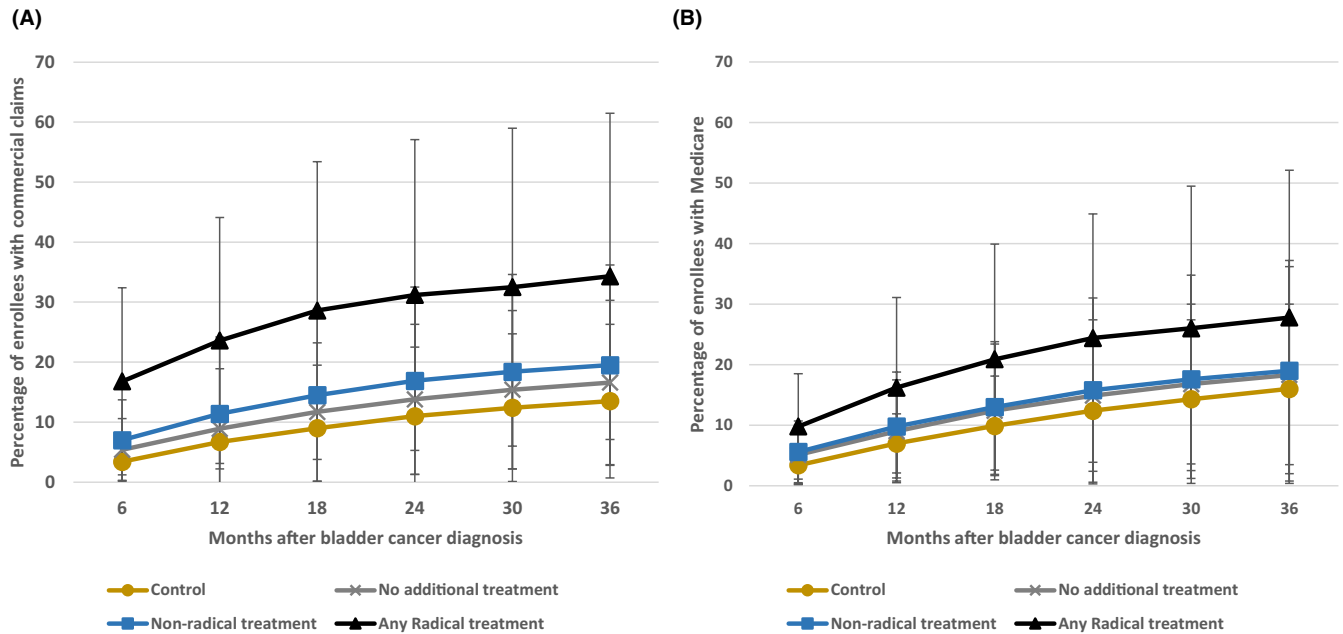 (A)
70
60
50
40
30
20
10
0
Percentage of enrollees with commercial claims
6 12 18 24 30 36
Months after bladder cancer diagnosis
Control No additional treatment
Non-radical treatment Any Radical treatment
(B)
70
60
50
40
30
20
10
0
Percentage of enrollees with Medicare
6 12 18 24 30 36
Months after bladder cancer diagnosis
Control No additional treatment
Non-radical treatment Any Radical treatment